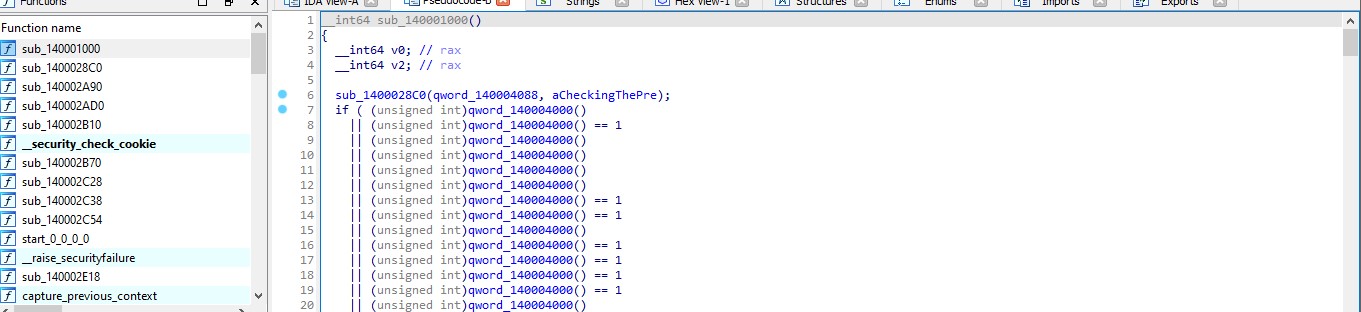 Functions
IDA View-A
Pseudocode-B
Strings
Hex View-1
Structures
Enums
Imports
Exports
Function name
f sub_140001000
f sub_1400028C0
f sub_140002A90
f sub_140002AD0
f sub_140002B10
f __security_check_cookie
f sub_140002B70
f sub_140002C28
f sub_140002C38
f sub_140002C54
f start_0_0_0_0
f __raise_securityfailure
f sub_140002E18
f capture_previous_context
1 __int64 sub_140001000()
2 {
3 __int64 v0; // rax
4 __int64 v2; // rax
5
6 sub_1400028C0(qword_140004088, aCheckingThePre);
7 if ( (unsigned int)qword_140004000()
8 || (unsigned int)qword_140004000() == 1
9 || (unsigned int)qword_140004000()
10 || (unsigned int)qword_140004000()
11 || (unsigned int)qword_140004000()
12 || (unsigned int)qword_140004000()
13 || (unsigned int)qword_140004000() == 1
14 || (unsigned int)qword_140004000() == 1
15 || (unsigned int)qword_140004000()
16 || (unsigned int)qword_140004000() == 1
17 || (unsigned int)qword_140004000() == 1
18 || (unsigned int)qword_140004000() == 1
19 || (unsigned int)qword_140004000() == 1
20 || (unsigned int)qword_140004000()